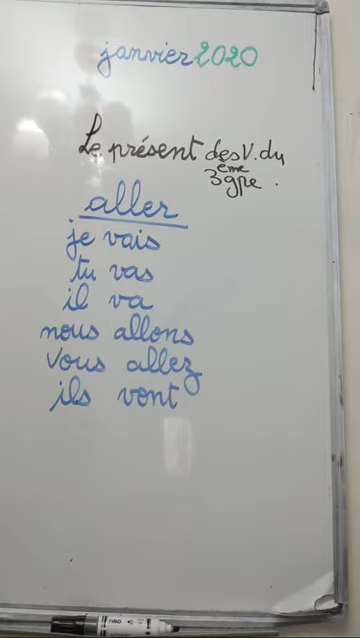 janvier 2020
Le présent des V. du
3ème gpe.
aller
je vais
tu vas
il va
nous allons
vous allez
ils vont